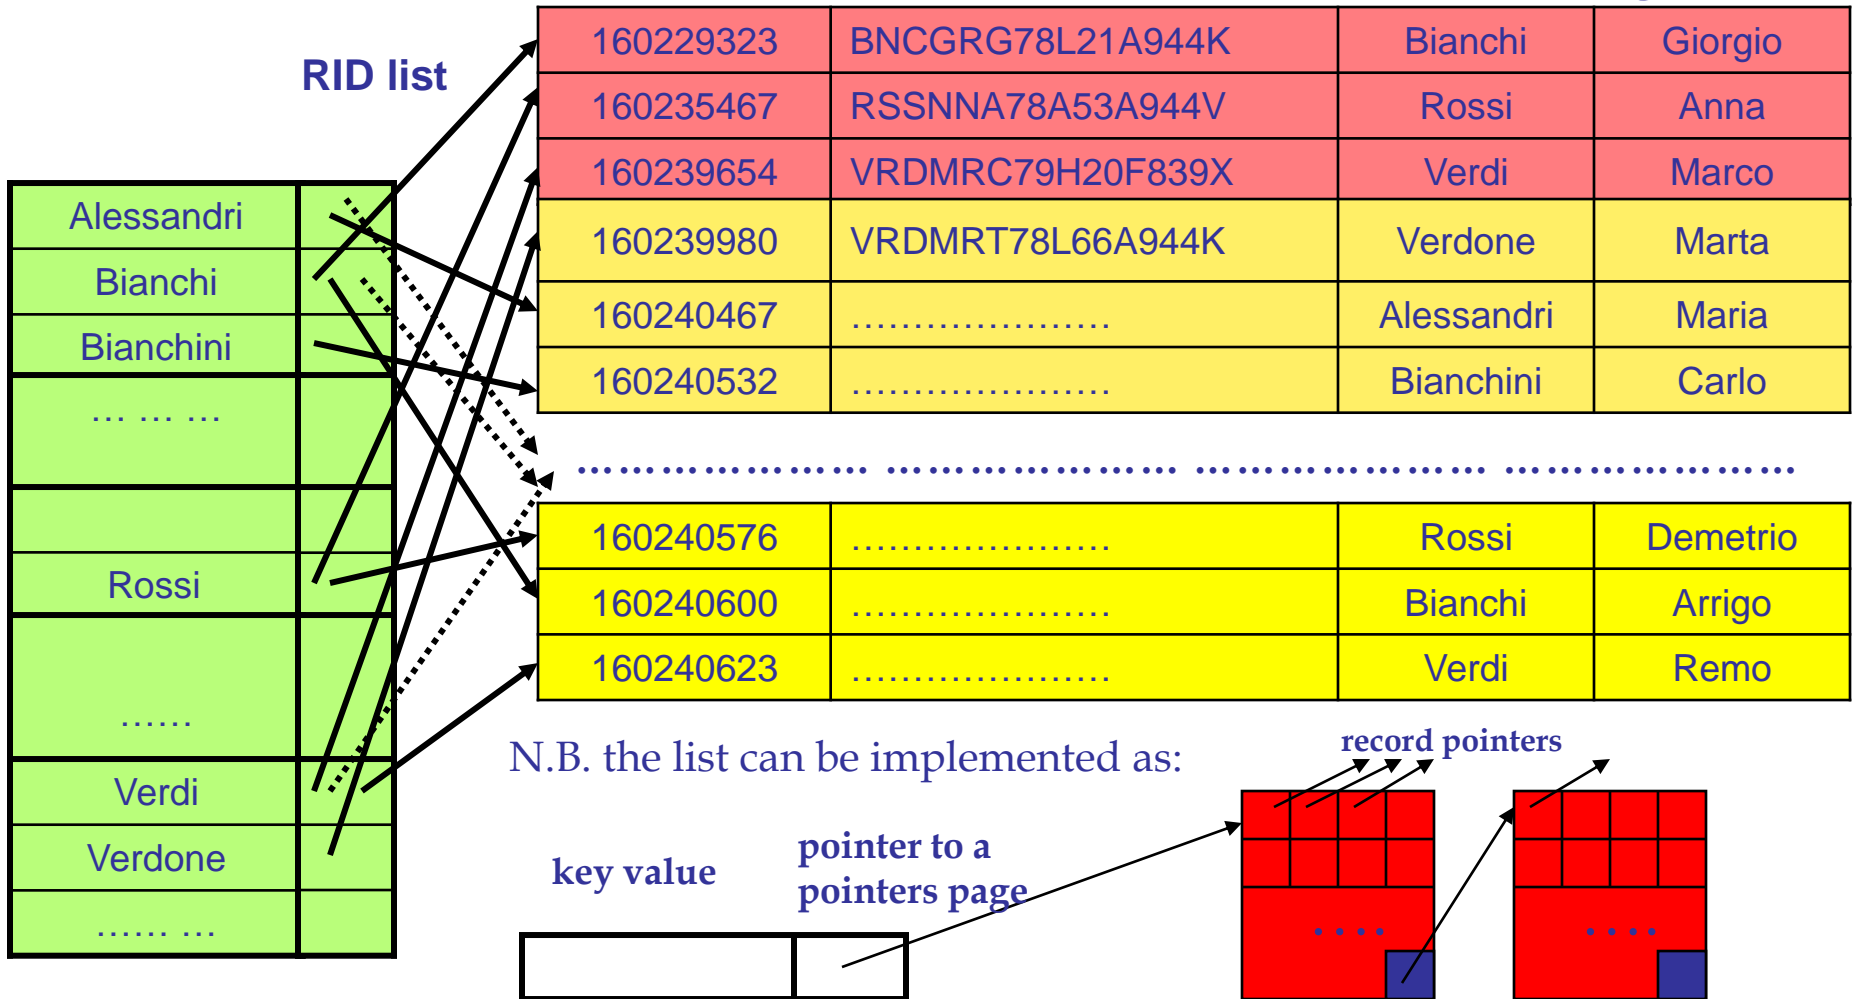 RID list
160229323 BNCGRG78L21A944K Bianchi Giorgio
160235467 RSSNNA78A53A944V Rossi Anna
160239654 VRDMRC79H20F839X Verdi Marco
160239980 VRDMRT78L66A944K Verdone Marta
160240467 ………………… Alessandri Maria
160240532 ………………… Bianchini Carlo
………………… ………………… ………………… …………………
160240576 ………………… Rossi Demetrio
160240600 ………………… Bianchi Arrigo
160240623 ………………… Verdi Remo
Alessandri
Bianchi
Bianchini
… … …
Rossi
……
Verdi
Verdone
…… …
N.B. the list can be implemented as:
record pointers
key value
pointer to a
pointers page
. . . .
. . . .